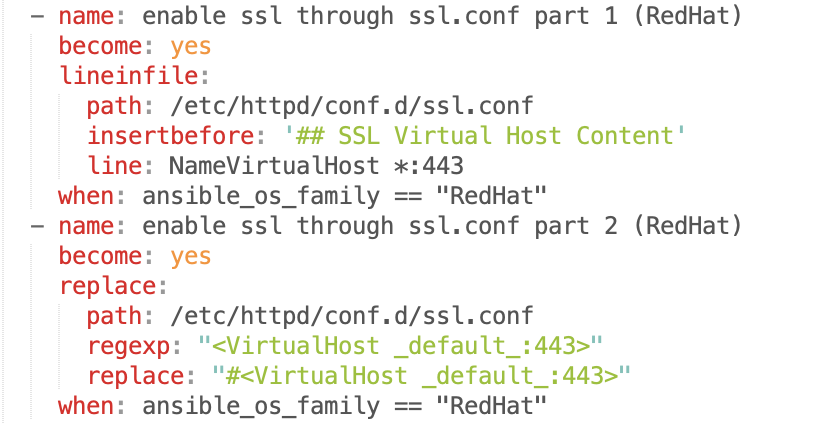 - name: enable ssl through ssl.conf part 1 (RedHat)
  become: yes
  lineinfile:
    path: /etc/httpd/conf.d/ssl.conf
    insertbefore: '## SSL Virtual Host Content'
    line: NameVirtualHost *:443
  when: ansible_os_family == "RedHat"
- name: enable ssl through ssl.conf part 2 (RedHat)
  become: yes
  replace:
    path: /etc/httpd/conf.d/ssl.conf
    regexp: "<VirtualHost _default_:443>"
    replace: "#<VirtualHost _default_:443>"
  when: ansible_os_family == "RedHat"